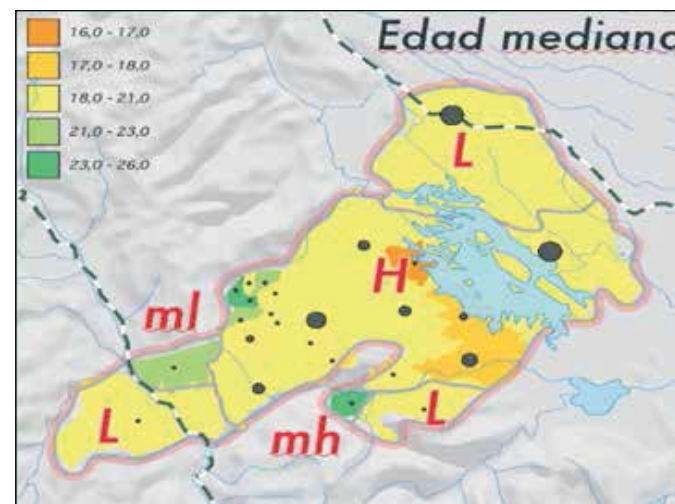 Edad mediana
16,0 - 17,0
17,0 - 18,0
18,0 - 21,0
21,0 - 23,0
23,0 - 26,0
L
H
ml
L
mh
L
2